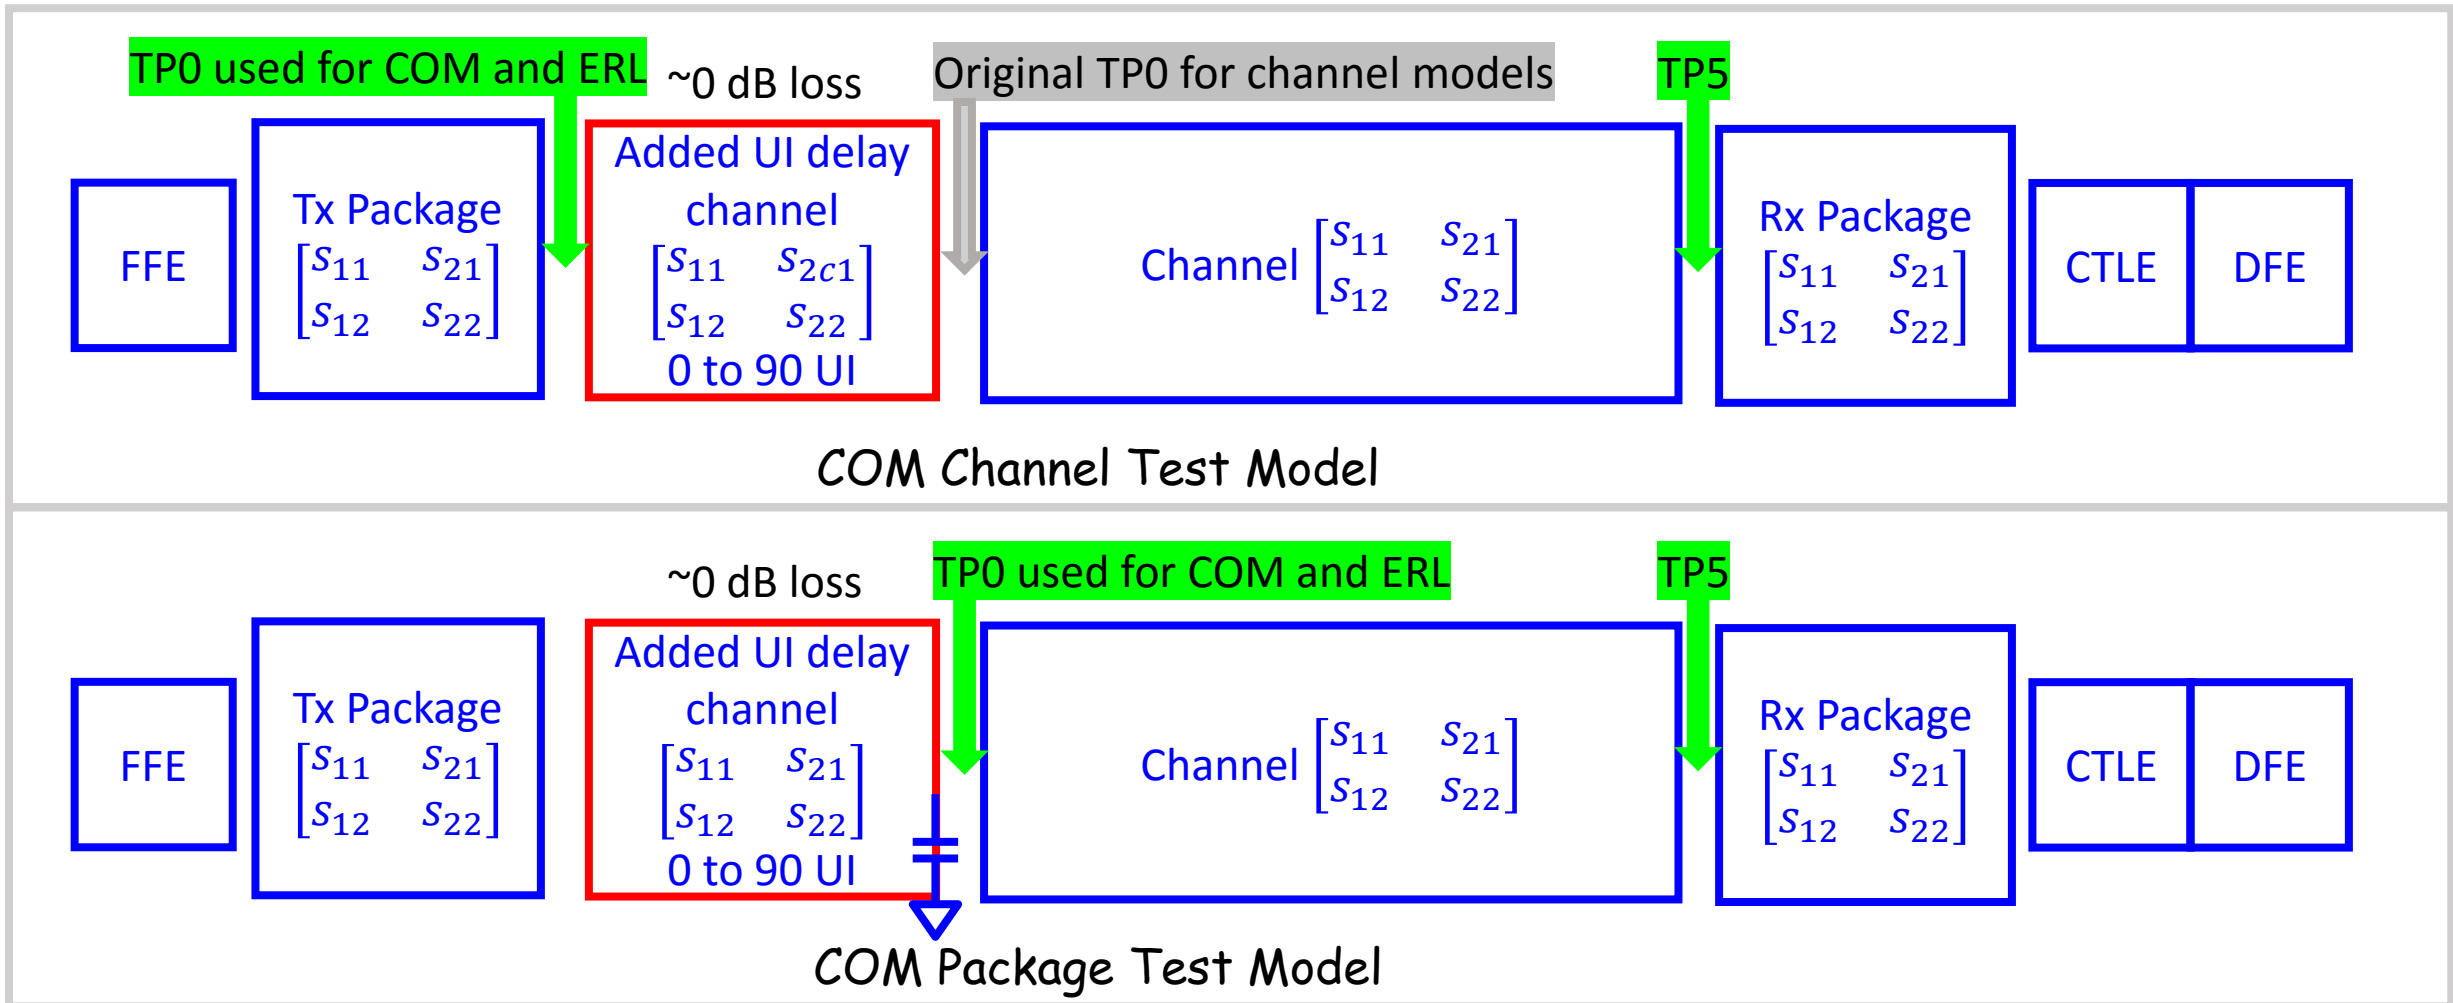 TP0 used for COM and ERL
~0 dB loss
Original TP0 for channel models
TP5
FFE
Tx Package
[s11 s21
s12 s22]
Added UI delay
channel
[s11 s2c1
s12 s22]
0 to 90 UI
Channel [s11 s21
s12 s22]
Rx Package
[s11 s21
s12 s22]
CTLE
DFE
COM Channel Test Model
~0 dB loss
TP0 used for COM and ERL
TP5
FFE
Tx Package
[s11 s21
s12 s22]
Added UI delay
channel
[s11 s21
s12 s22]
0 to 90 UI
Channel [s11 s21
s12 s22]
Rx Package
[s11 s21
s12 s22]
CTLE
DFE
COM Package Test Model